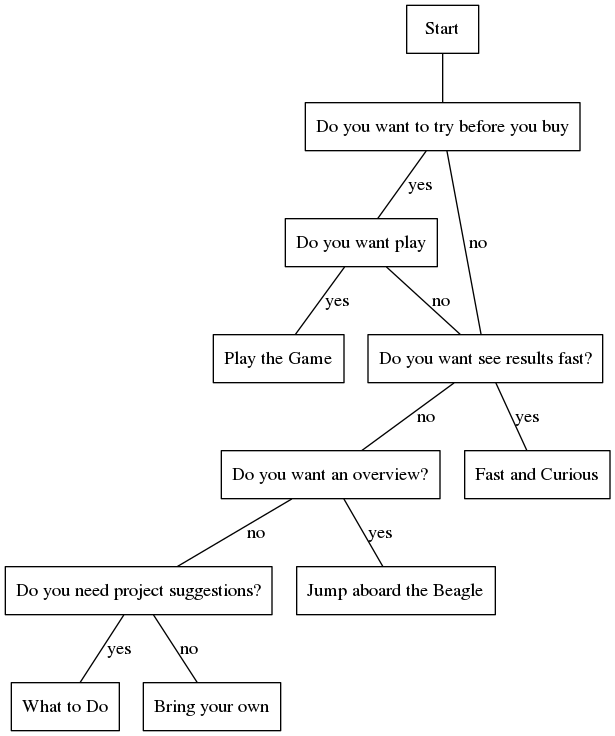 Start
Do you want to try before you buy
yes
Do you want play
no
yes
no
Play the Game
Do you want see results fast?
no
yes
Do you want an overview?
Fast and Curious
no
yes
Do you need project suggestions?
Jump aboard the Beagle
yes
no
What to Do
Bring your own